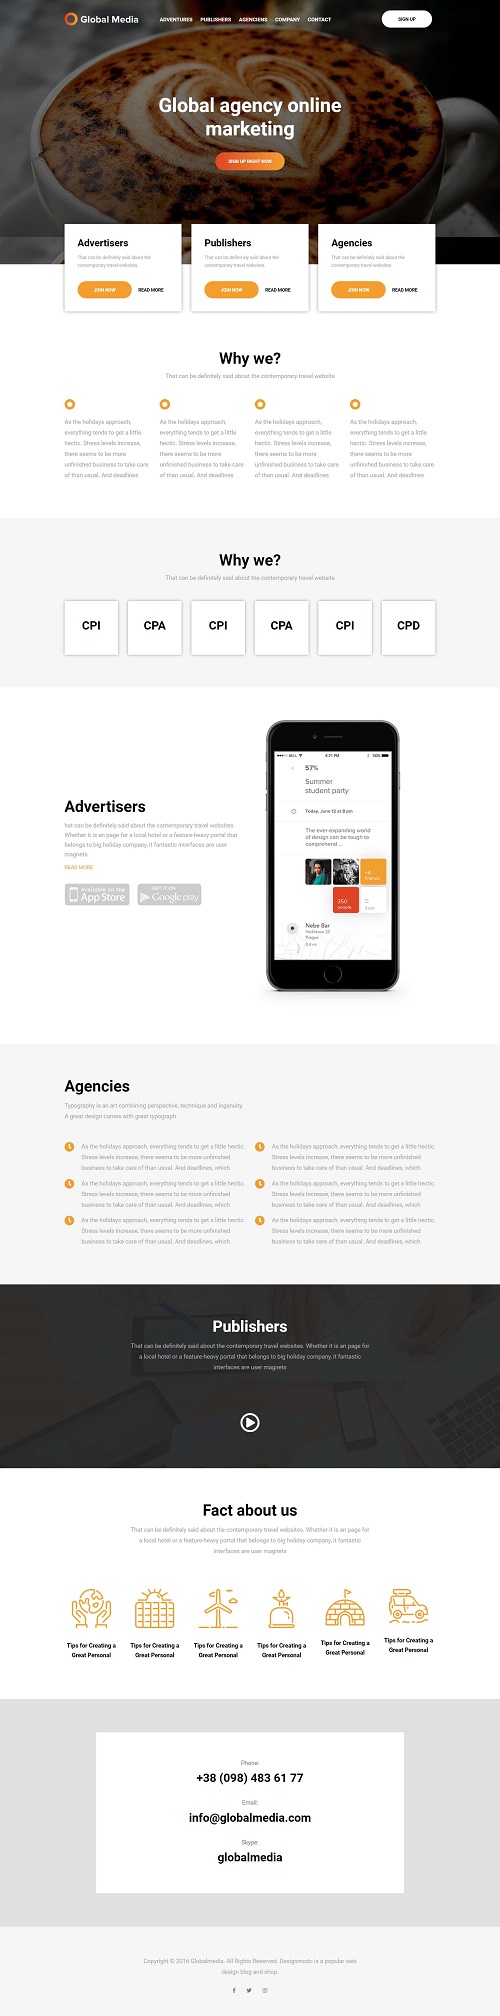 Global Media
ADVENTURES PUBLISHERS AGENCIENS COMPANY CONTACT
SIGN UP
Global agency online
marketing
SIGN UP RIGHT NOW
Advertisers
That can be definitely said about the
contemporary travel websites.
JOIN NOW READ MORE
Publishers
That can be definitely said about the
contemporary travel websites.
JOIN NOW READ MORE
Agencies
That can be definitely said about the
contemporary travel websites.
JOIN NOW READ MORE
Why we?
That can be definitely said about the contemporary travel website
As the holidays approach,
everything tends to get a little
hectic. Stress levels increase,
there seems to be more
unfinished business to take care
of than usual. And deadlines
As the holidays approach,
everything tends to get a little
hectic. Stress levels increase,
there seems to be more
unfinished business to take care
of than usual. And deadlines
As the holidays approach,
everything tends to get a little
hectic. Stress levels increase,
there seems to be more
unfinished business to take care
of than usual. And deadlines
As the holidays approach,
everything tends to get a little
hectic. Stress levels increase,
there seems to be more
unfinished business to take care
of than usual. And deadlines
Why we?
That can be definitely said about the contemporary travel website
CPI CPA CPI CPA CPI CPD
Advertisers
hat can be definitely said about the contemporary travel websites.
Whether it is an page for a local hotel or a feature-heavy portal that
belongs to big holiday company, it fantastic interfaces are user
magnets.
READ MORE
Available on the
App Store
GET IT ON
Google play
BELL 4:21 PM 100%
57%
Summer
student party
Today, June 12 at 8 pm
The ever-expanding world
of design can be tough to
comprehend ...
+4
Friends
350
people
0
Save
Nebe Bar
Vodickova 32
Prague
0.4 mi
Agencies
Typography is an art combining perspective, technique and ingenuity.
A great design comes with great typograph
As the holidays approach, everything tends to get a little hectic.
Stress levels increase, there seems to be more unfinished
business to take care of than usual. And deadlines, which
As the holidays approach, everything tends to get a little hectic.
Stress levels increase, there seems to be more unfinished
business to take care of than usual. And deadlines, which
As the holidays approach, everything tends to get a little hectic.
Stress levels increase, there seems to be more unfinished
business to take care of than usual. And deadlines, which
As the holidays approach, everything tends to get a little hectic.
Stress levels increase, there seems to be more unfinished
business to take care of than usual. And deadlines, which
As the holidays approach, everything tends to get a little hectic.
Stress levels increase, there seems to be more unfinished
business to take care of than usual. And deadlines, which
As the holidays approach, everything tends to get a little hectic.
Stress levels increase, there seems to be more unfinished
business to take care of than usual. And deadlines, which
Publishers
That can be definitely said about the contemporary travel websites. Whether it is an page for
a local hotel or a feature-heavy portal that belongs to big holiday company, it fantastic
interfaces are user magnets
Fact about us
That can be definitely said about the contemporary travel websites. Whether it is an page for
a local hotel or a feature-heavy portal that belongs to big holiday company, it fantastic
interfaces are user magnets
Tips for Creating a
Great Personal
Tips for Creating a
Great Personal
Tips for Creating a
Great Personal
Tips for Creating a
Great Personal
Tips for Creating a
Great Personal
Tips for Creating a
Great Personal
Phone:
+38 (098) 483 61 77
Email:
info@globalmedia.com
Skype:
globalmedia
Copyright © 2016 Globalmedia. All Rights Reserved. Designmodo is a popular web
design blog and shop.